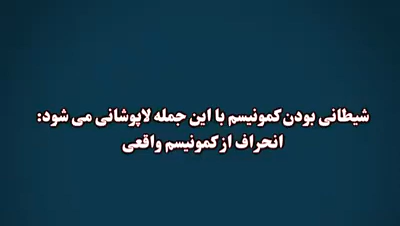 شیطانی بودن کمونیسم با این جمله لاپوشانی می شود:
انحراف از کمونیسم واقعی